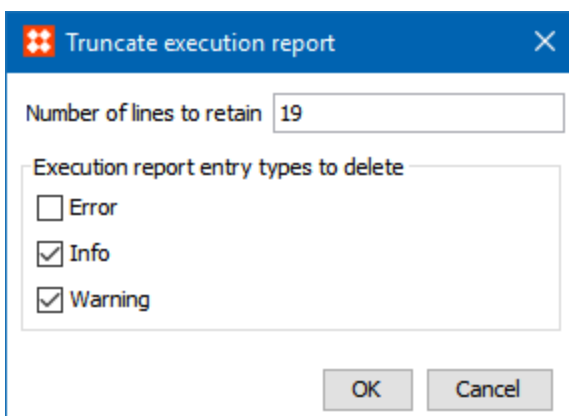 Truncate execution report
Number of lines to retain 19
Execution report entry types to delete
Error
Info
Warning
OK Cancel